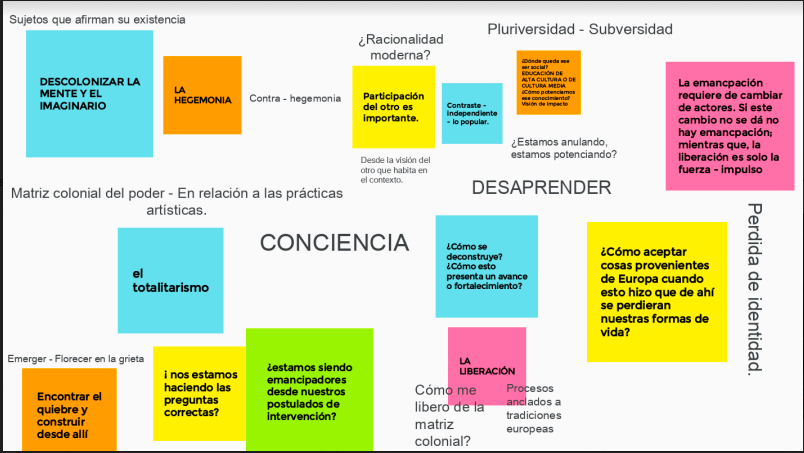 Sujetos que afirman su existencia
DESCOLONIZAR LA
MENTE Y EL
IMAGINARIO
LA
HEGEMONIA
Contra - hegemonia
¿Racionalidad
moderna?
Participación
del otro es
importante.
Desde la visión del
otro que habita en
el contexto.
Contraste -
Independiente
- lo popular.
Pluriversidad - Subversidad
¿Dónde queda ese
ser social?
EDUCACIÓN DE
ALTA CULTURA O DE
CULTURA MEDIA
¿Cómo potenciamos
ese conocimiento?
Visión de impacto
¿Estamos anulando,
estamos potenciando?
La emancpación
requiere de cambiar
de actores. Si este
cambio no se dá no
hay emancpación;
mientras que, la
liberación es solo la
fuerza - impulso
Matriz colonial del poder - En relación a las prácticas
artísticas.
DESAPRENDER
el
totalitarismo
CONCIENCIA
¿Cómo se
deconstruye?
¿Cómo esto
presenta un avance
o fortalecimiento?
¿Cómo aceptar
cosas provenientes
de Europa cuando
esto hizo que de ahí
se perdieran
nuestras formas de
vida?
Perdida de identidad.
Emerger - Florecer en la grieta
Encontrar el
quiebre y
construir
desde allí
¡ nos estamos
haciendo las
preguntas
correctas?
¿estamos siendo
emancipadores
desde nuestros
postulados de
intervención?
LA
LIBERACIÓN
Cómo me
libero de la
matriz
colonial?
Procesos
anclados a
tradiciones
europeas